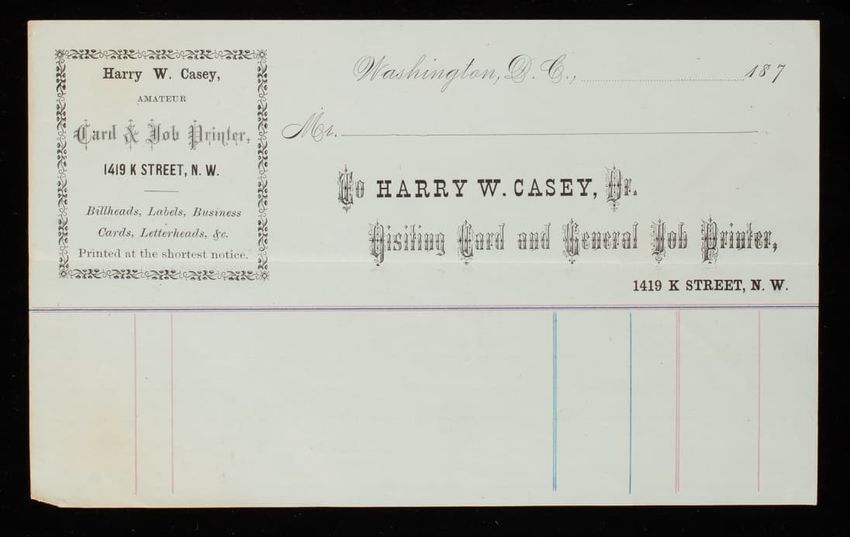 Harry W. Casey,
AMATEUR
Card & Job Printer,
1419 K STREET, N. W.
Billheads, Labels, Business
Cards, Letterheads, &c.
Printed at the shortest notice.
Washington, D. C., 187
Mr.
To HARRY W. CASEY, Dr.
Visiting Card and General Job Printer,
1419 K STREET, N. W.